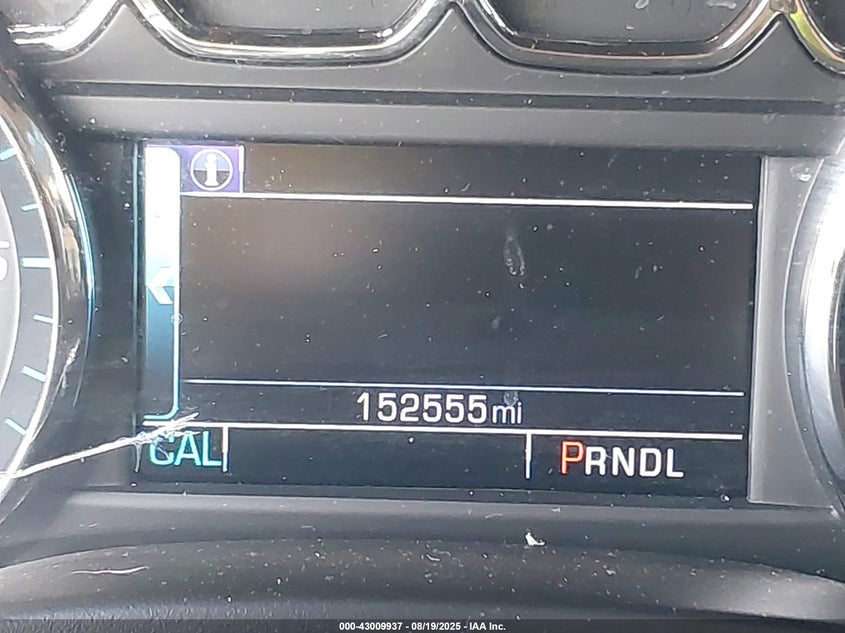 152555mi
CAL
PRNDL
000-43009937 - 08/19/2025 - IAA Inc.